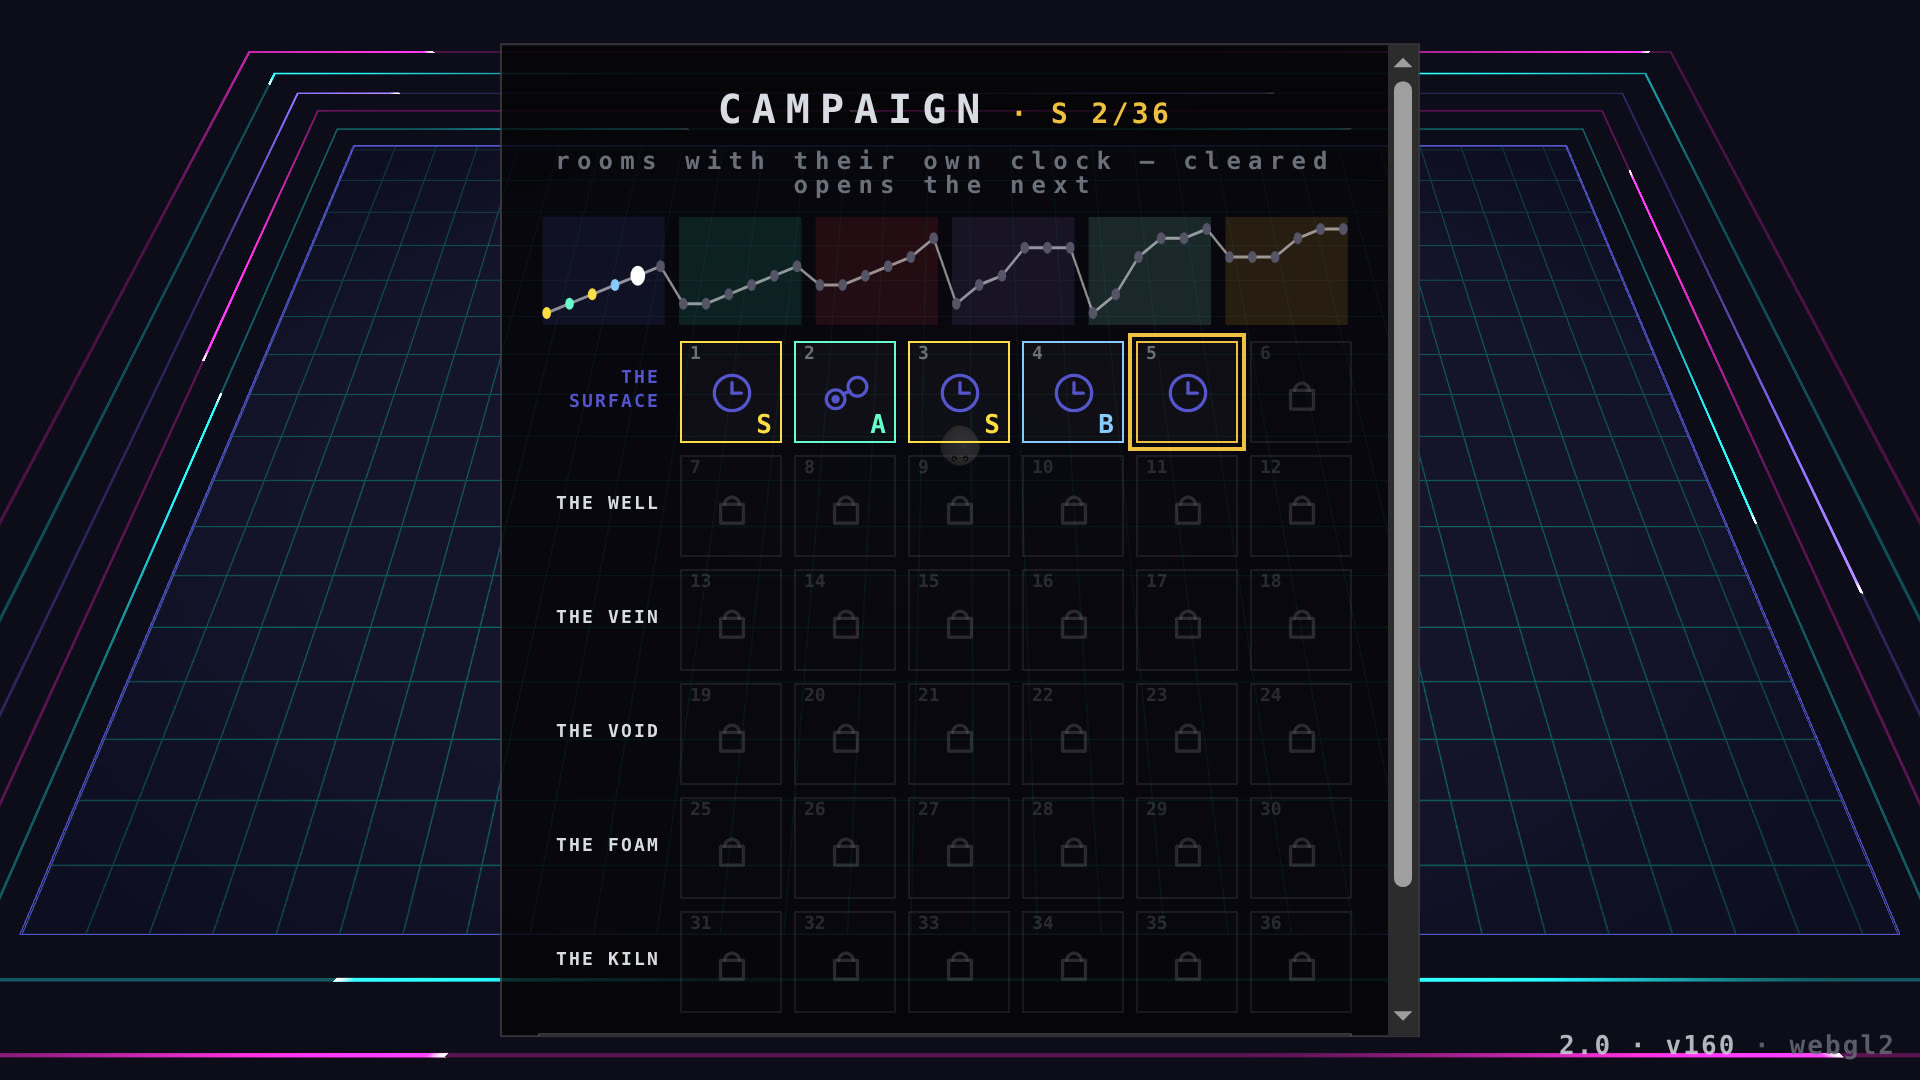 CAMPAIGN · S 2/36
rooms with their own clock — cleared
opens the next
THE
SURFACE
1 2 3 4 5 6
S A S B
THE WELL
7 8 9 10 11 12
THE VEIN
13 14 15 16 17 18
THE VOID
19 20 21 22 23 24
THE FOAM
25 26 27 28 29 30
THE KILN
31 32 33 34 35 36
2.0 · v160 · webgl2